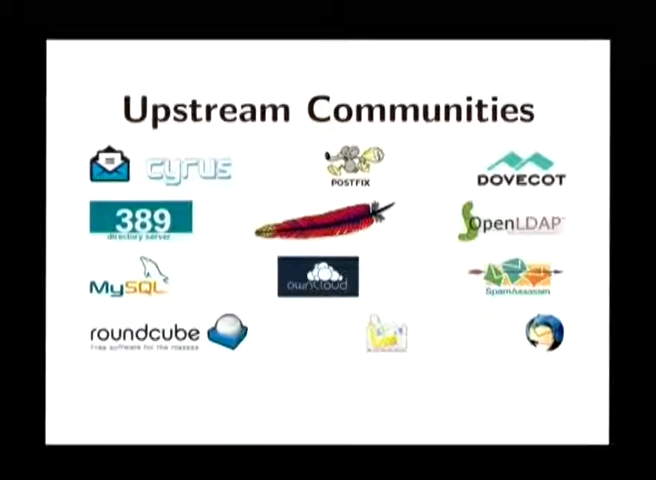 Upstream Communities
cyrus
POSTFIX
DOVECOT
389
directory server
OpenLDAP
MySQL
ownCloud
SpamAssassin
roundcube
Free software for the masses